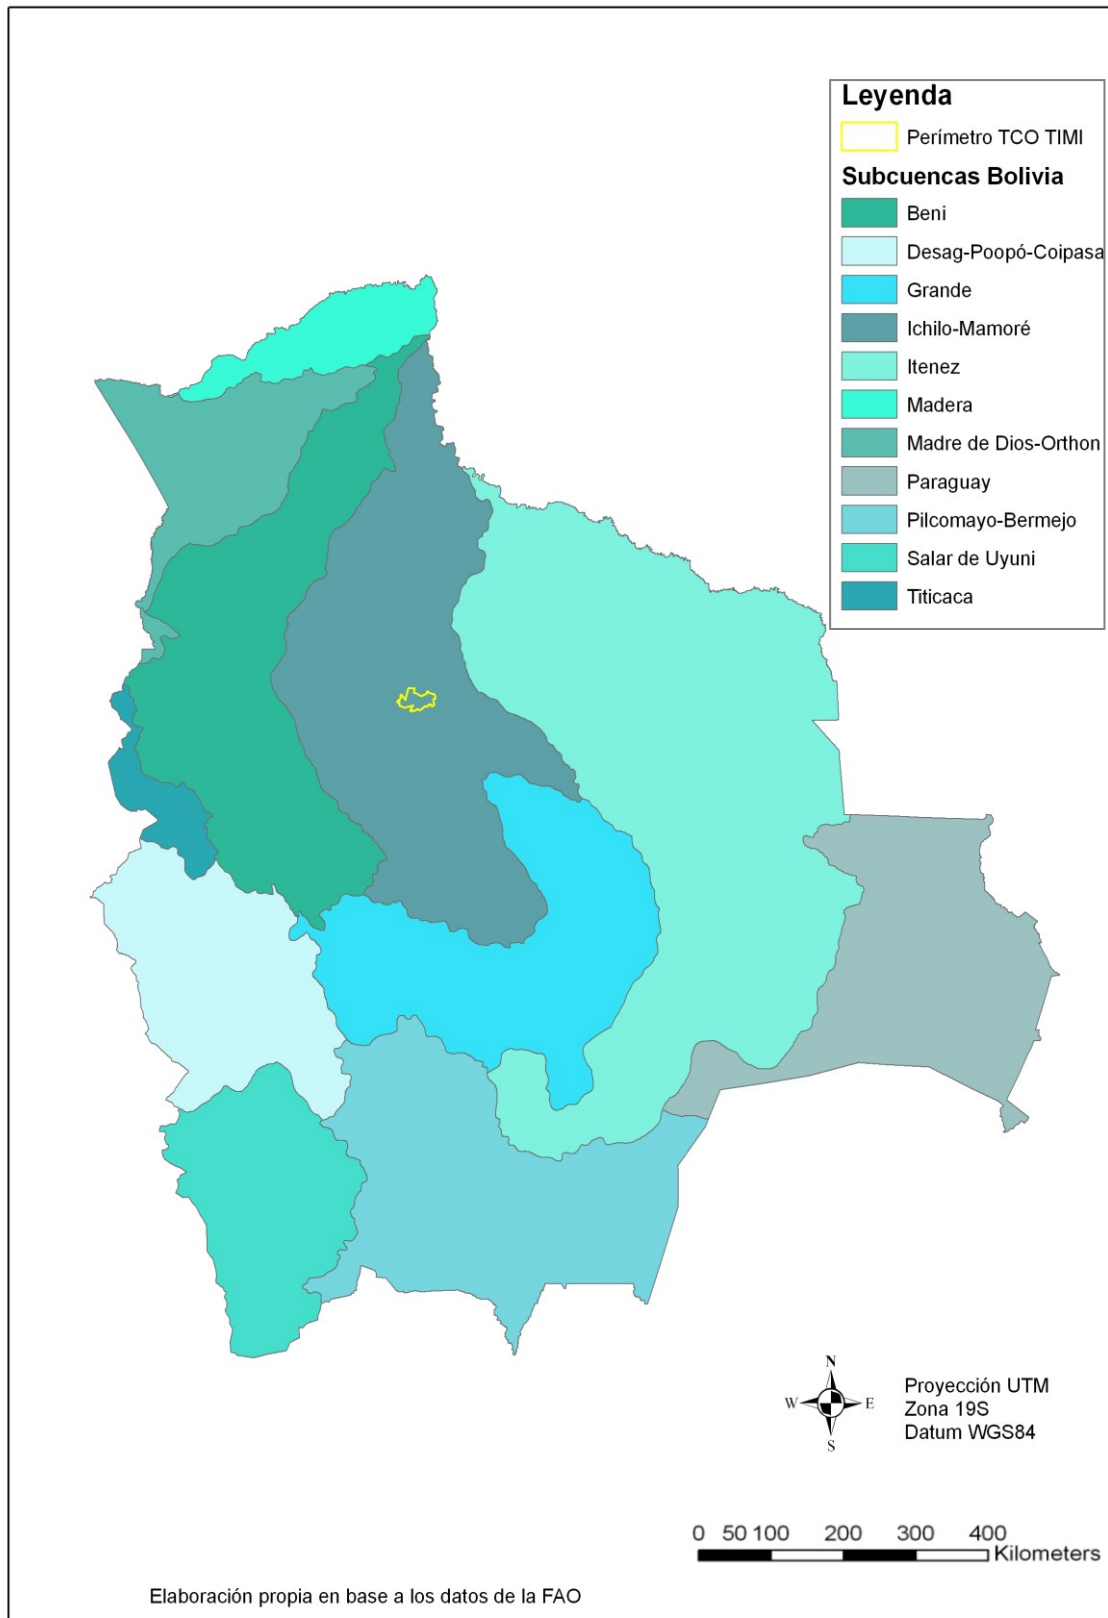 Leyenda
Perímetro TCO TIMI
Subcuencas Bolivia
Beni
Desag-Poopó-Coipasa
Grande
Ichilo-Mamoré
Itenez
Madera
Madre de Dios-Orthon
Paraguay
Pilcomayo-Bermejo
Salar de Uyuni
Titicaca
N
W E
S
Proyección UTM
Zona 19S
Datum WGS84
0 50 100 200 300 400
Kilometers
Elaboración propia en base a los datos de la FAO